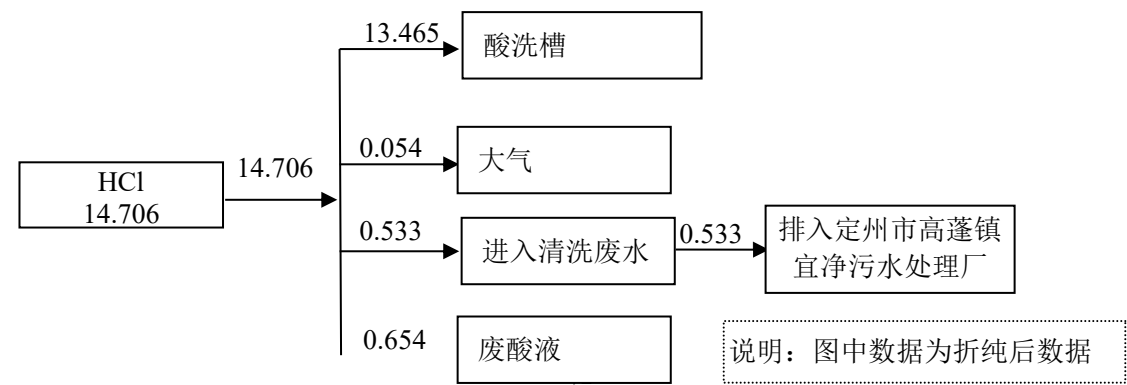 13.465
酸洗槽
0.054
大气
HCl
14.706
14.706
0.533
进入清洗废水
0.533
排入定州市高蓬镇
宜净污水处理厂
0.654
废酸液
说明：图中数据为折纯后数据